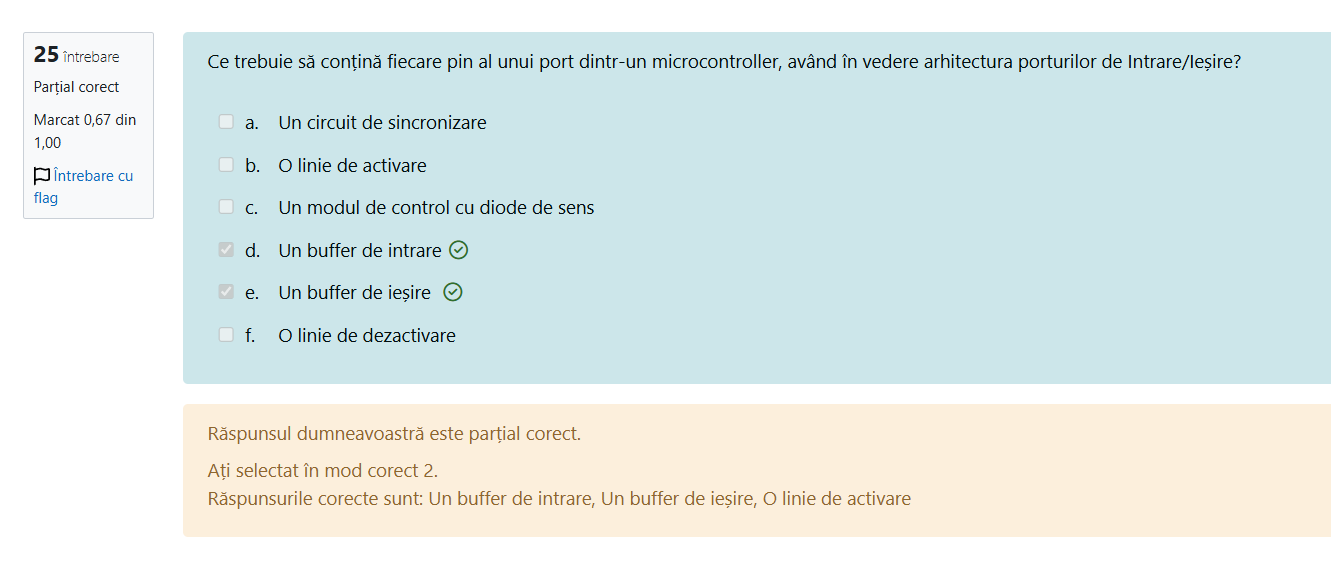 25 întrebare
Parțial corect
Marcat 0,67 din
1,00
Întrebare cu
flag
Ce trebuie să conțină fiecare pin al unui port dintr-un microcontroller, având în vedere arhitectura porturilor de Intrare/Ieșire?
a. Un circuit de sincronizare
b. O linie de activare
c. Un modul de control cu diode de sens
d. Un buffer de intrare
e. Un buffer de ieșire
f. O linie de dezactivare
Răspunsul dumneavoastră este parțial corect.
Ați selectat în mod corect 2.
Răspunsurile corecte sunt: Un buffer de intrare, Un buffer de ieșire, O linie de activare